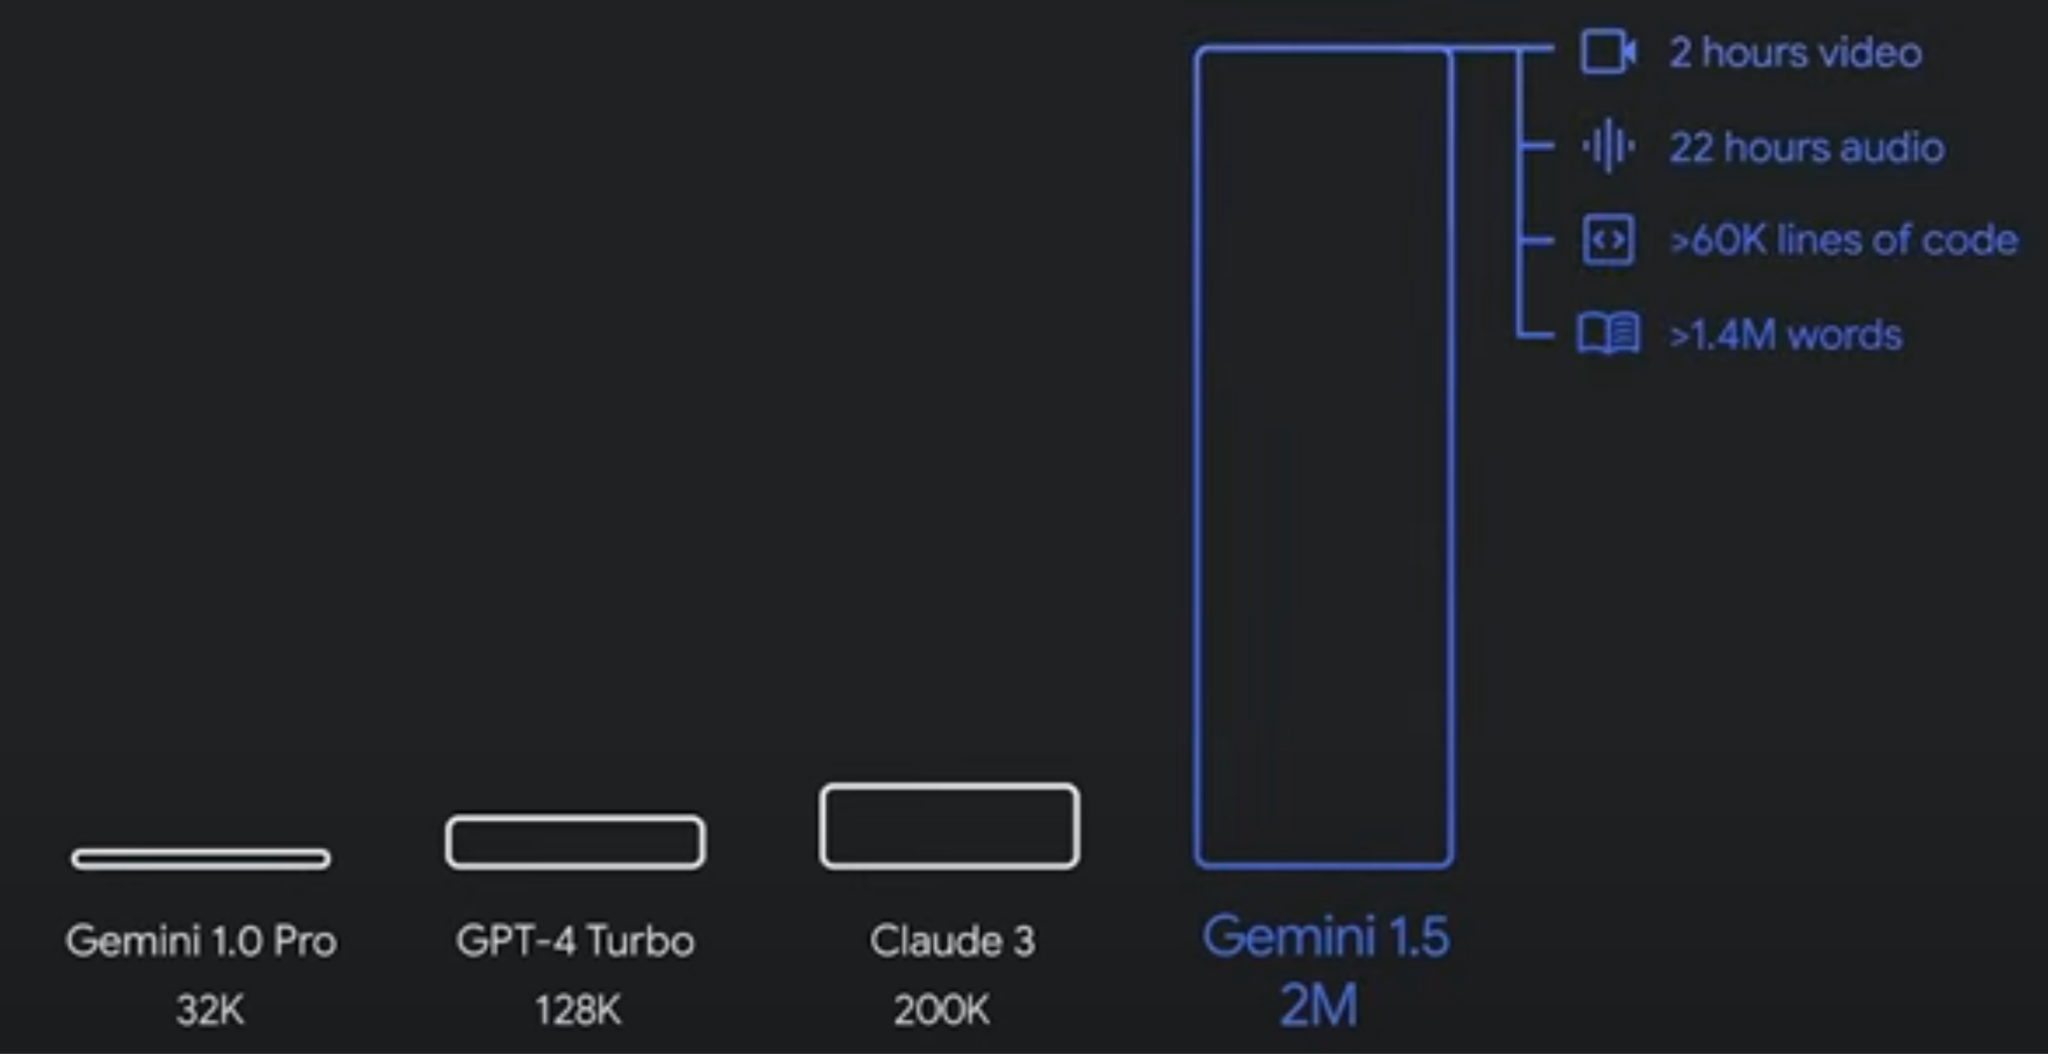 2 hours video
22 hours audio
>60K lines of code
>1.4M words
Gemini 1.0 Pro
32K
GPT-4 Turbo
128K
Claude 3
200K
Gemini 1.5
2M